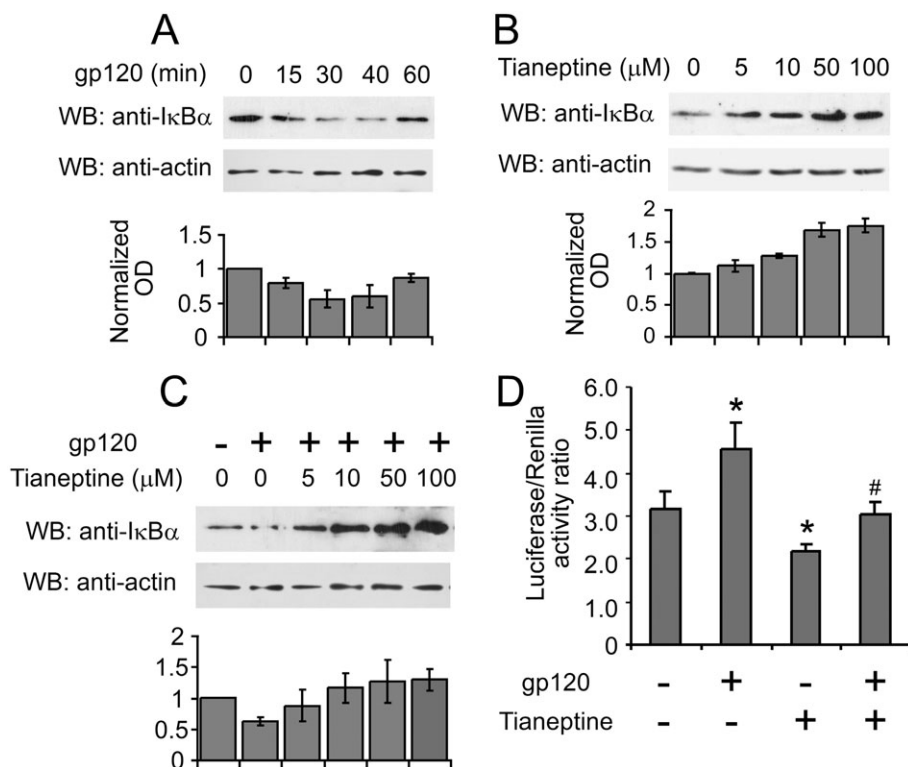 A
gp120 (min) 0 15 30 40 60
WB: anti-IκBα
WB: anti-actin
Normalized
OD
1.5
1
0.5
0
B
Tianeptine (μM) 0 5 10 50 100
WB: anti-IκBα
WB: anti-actin
Normalized
OD
2
1.5
1
0.5
0
C
gp120 - + + + + +
Tianeptine (μM) 0 0 5 10 50 100
WB: anti-IκBα
WB: anti-actin
2
1.5
1
0.5
0
D
Luciferase/Renilla
activity ratio
6.0
5.0
4.0
3.0
2.0
1.0
0
*
*
#
gp120 - + - +
Tianeptine - - + +